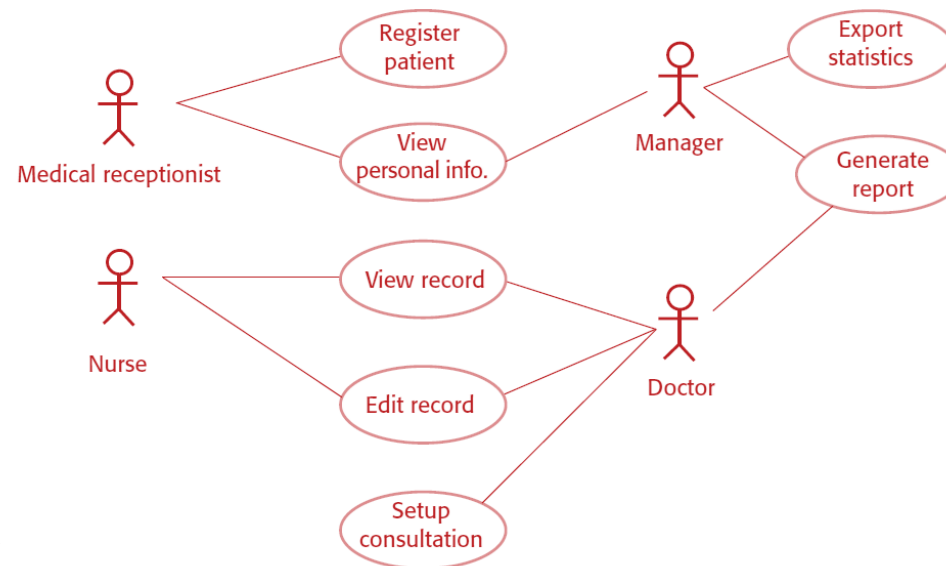 Register
patient
Export
statistics
Medical receptionist
View
personal info.
Manager
Generate
report
Nurse
View record
Edit record
Doctor
Setup
consultation